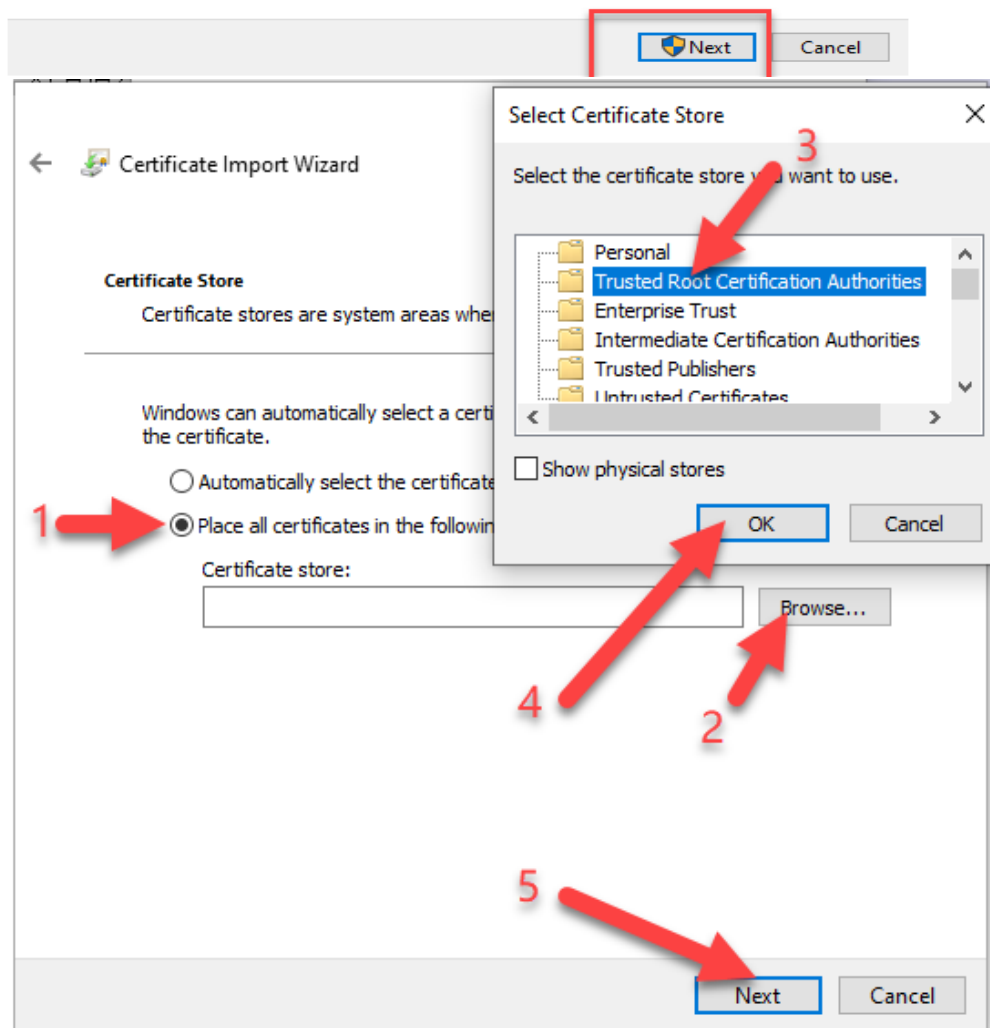 Next Cancel
Select Certificate Store
3
Certificate Import Wizard
Select the certificate store you want to use.
Personal
Trusted Root Certification Authorities
Enterprise Trust
Intermediate Certification Authorities
Trusted Publishers
Untrusted Certificates
Certificate Store
Certificate stores are system areas
Windows can automatically select a
the certificate.
Show physical stores
Automatically select the certificate
1
Place all certificates in the
OK Cancel
Certificate store:
Browse...
4
2
5
Next Cancel